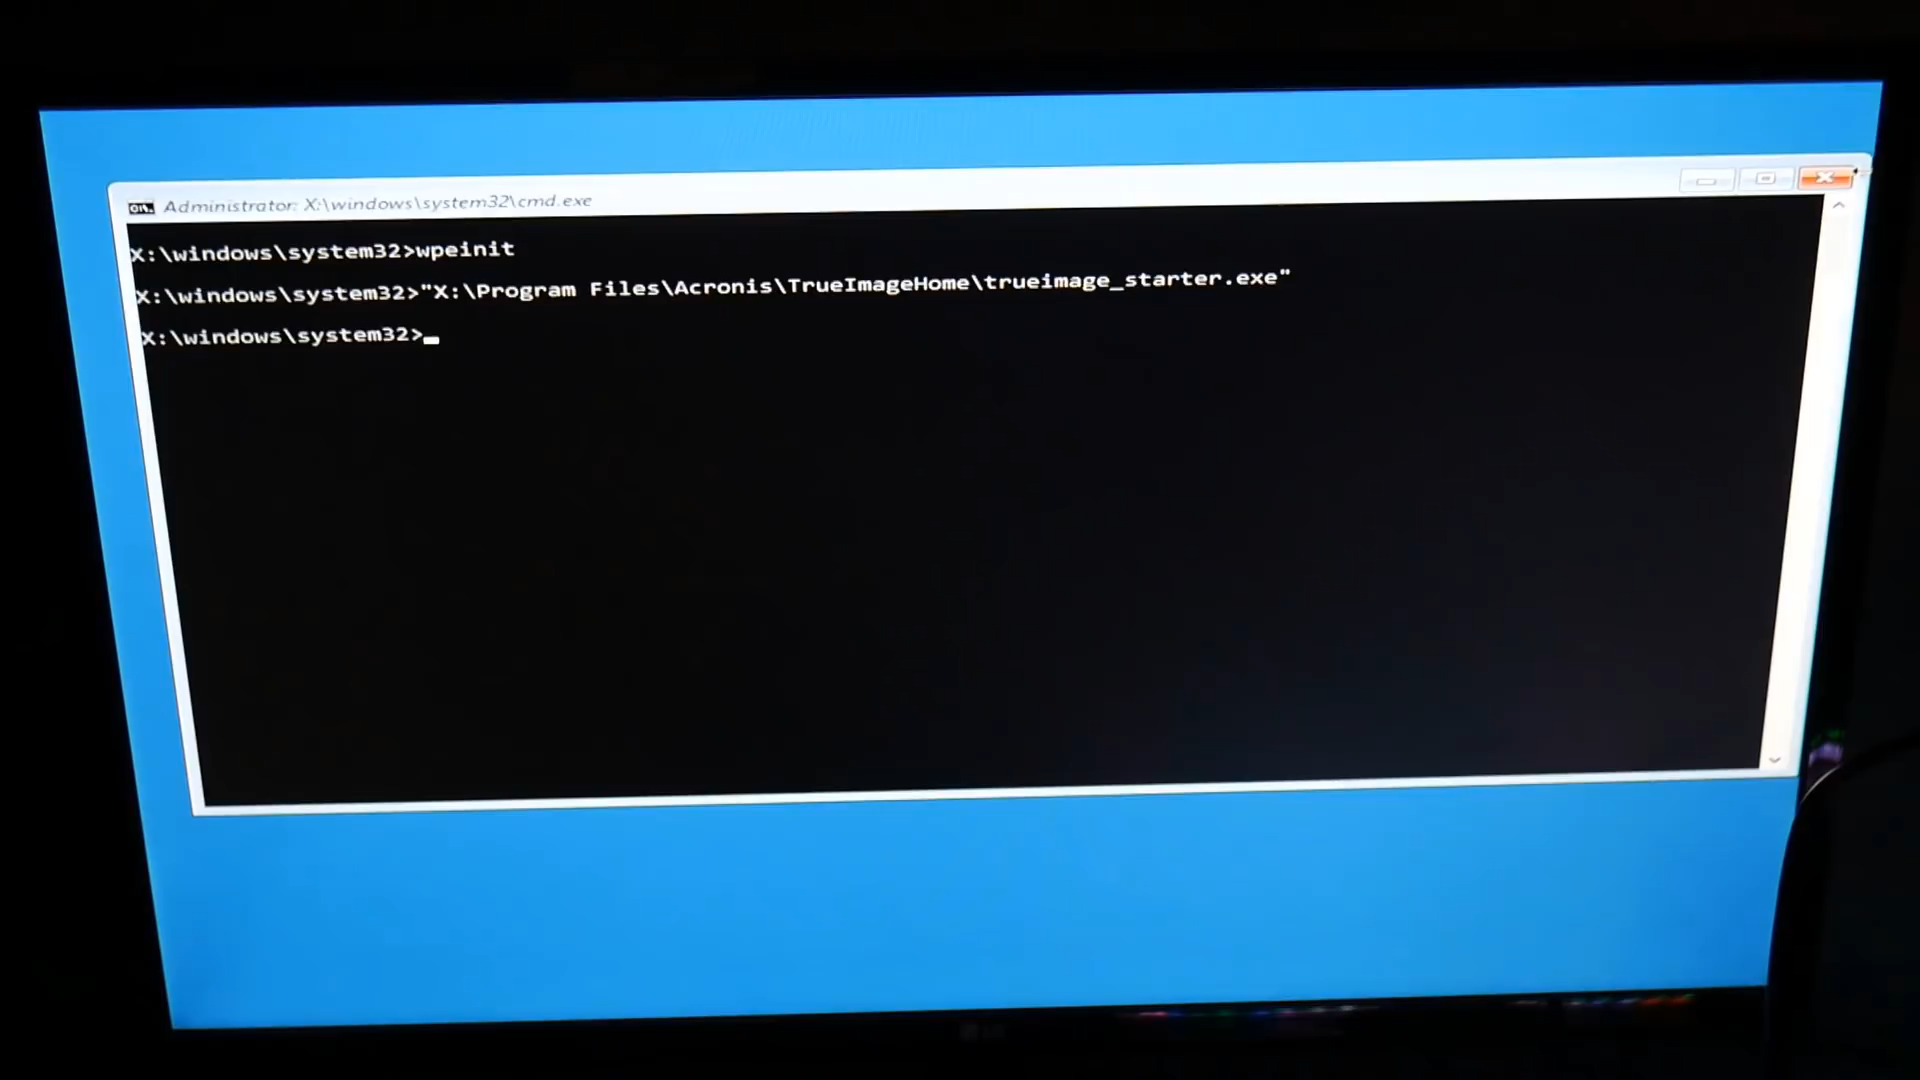 Administrator: X:\windows\system32\cmd.exe
X:\windows\system32>wpeinit
X:\windows\system32>"X:\Program Files\Acronis\TrueImageHome\trueimage_starter.exe"
X:\windows\system32>